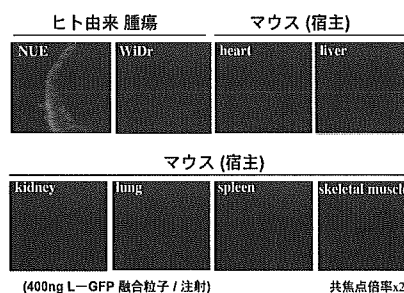 ヒト由来 腫瘍 マウス (宿主)
NUE WiDr heart liver
マウス (宿主)
kidney lung spleen skeletal muscle
(400ng L-GFP 融合粒子 / 注射) 共焦点倍率x2